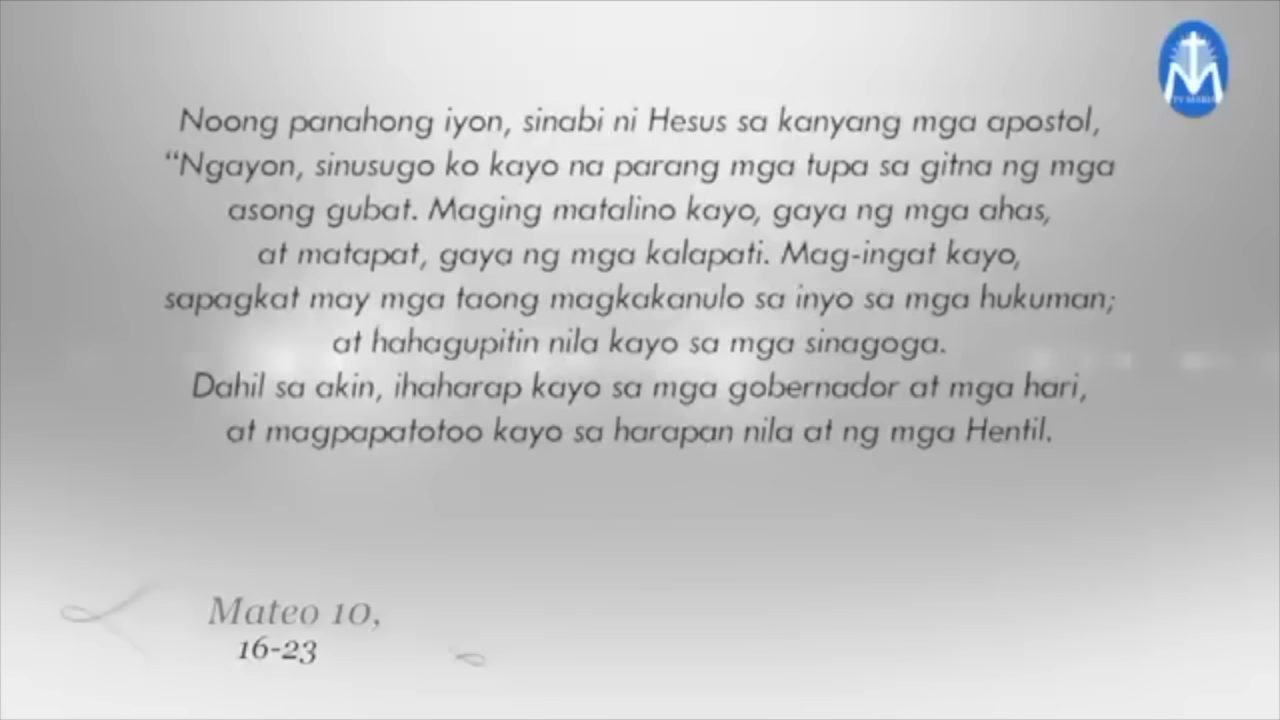 Noong panahong iyon, sinabi ni Hesus sa kanyang mga apostol,
“Ngayon, sinusugo ko kayo na parang mga tupa sa gitna ng mga
asong gubat. Maging matalino kayo, gaya ng mga ahas,
at matapat, gaya ng mga kalapati. Mag-ingat kayo,
sapagkat may mga taong magkakanulo sa inyo sa mga hukuman;
at hahagupitin nila kayo sa mga sinagoga.
Dahil sa akin, ihaharap kayo sa mga gobernador at mga hari,
at magpapatotoo kayo sa harapan nila at ng mga Hentil.
Mateo 10,
16-23
TV MARIA